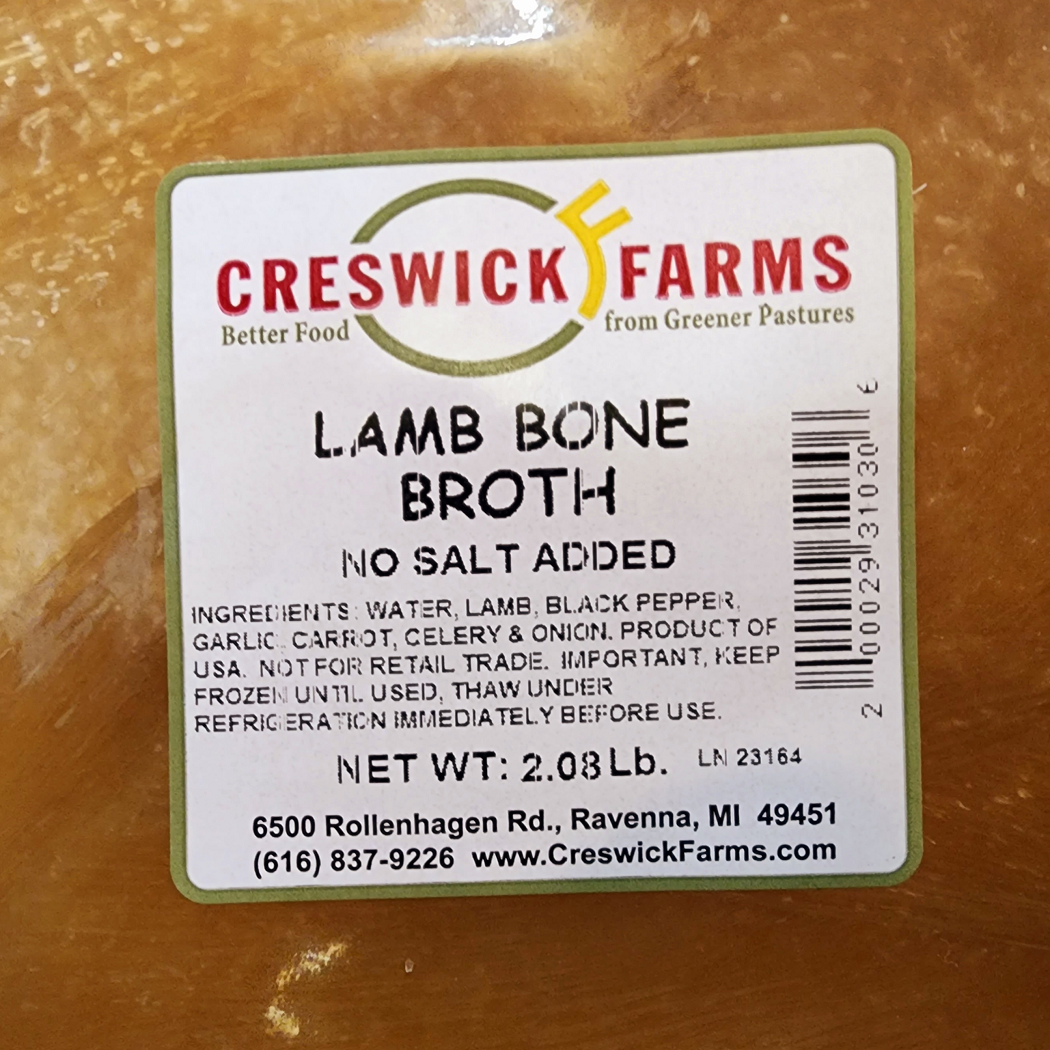 CRESWICK FARMS
Better Food from Greener Pastures
LAMB BONE
BROTH
NO SALT ADDED
INGREDIENTS: WATER, LAMB, BLACK PEPPER,
GARLIC, CARROT, CELERY & ONION. PRODUCT OF
USA. NOT FOR RETAIL TRADE. IMPORTANT, KEEP
FROZEN UNTIL USED, THAW UNDER
REFRIGERATION IMMEDIATELY BEFORE USE.
NET WT: 2.08 Lb. LN 23164
6500 Rollenhagen Rd., Ravenna, MI 49451
(616) 837-9226 www.CreswickFarms.com
2 00029 31030